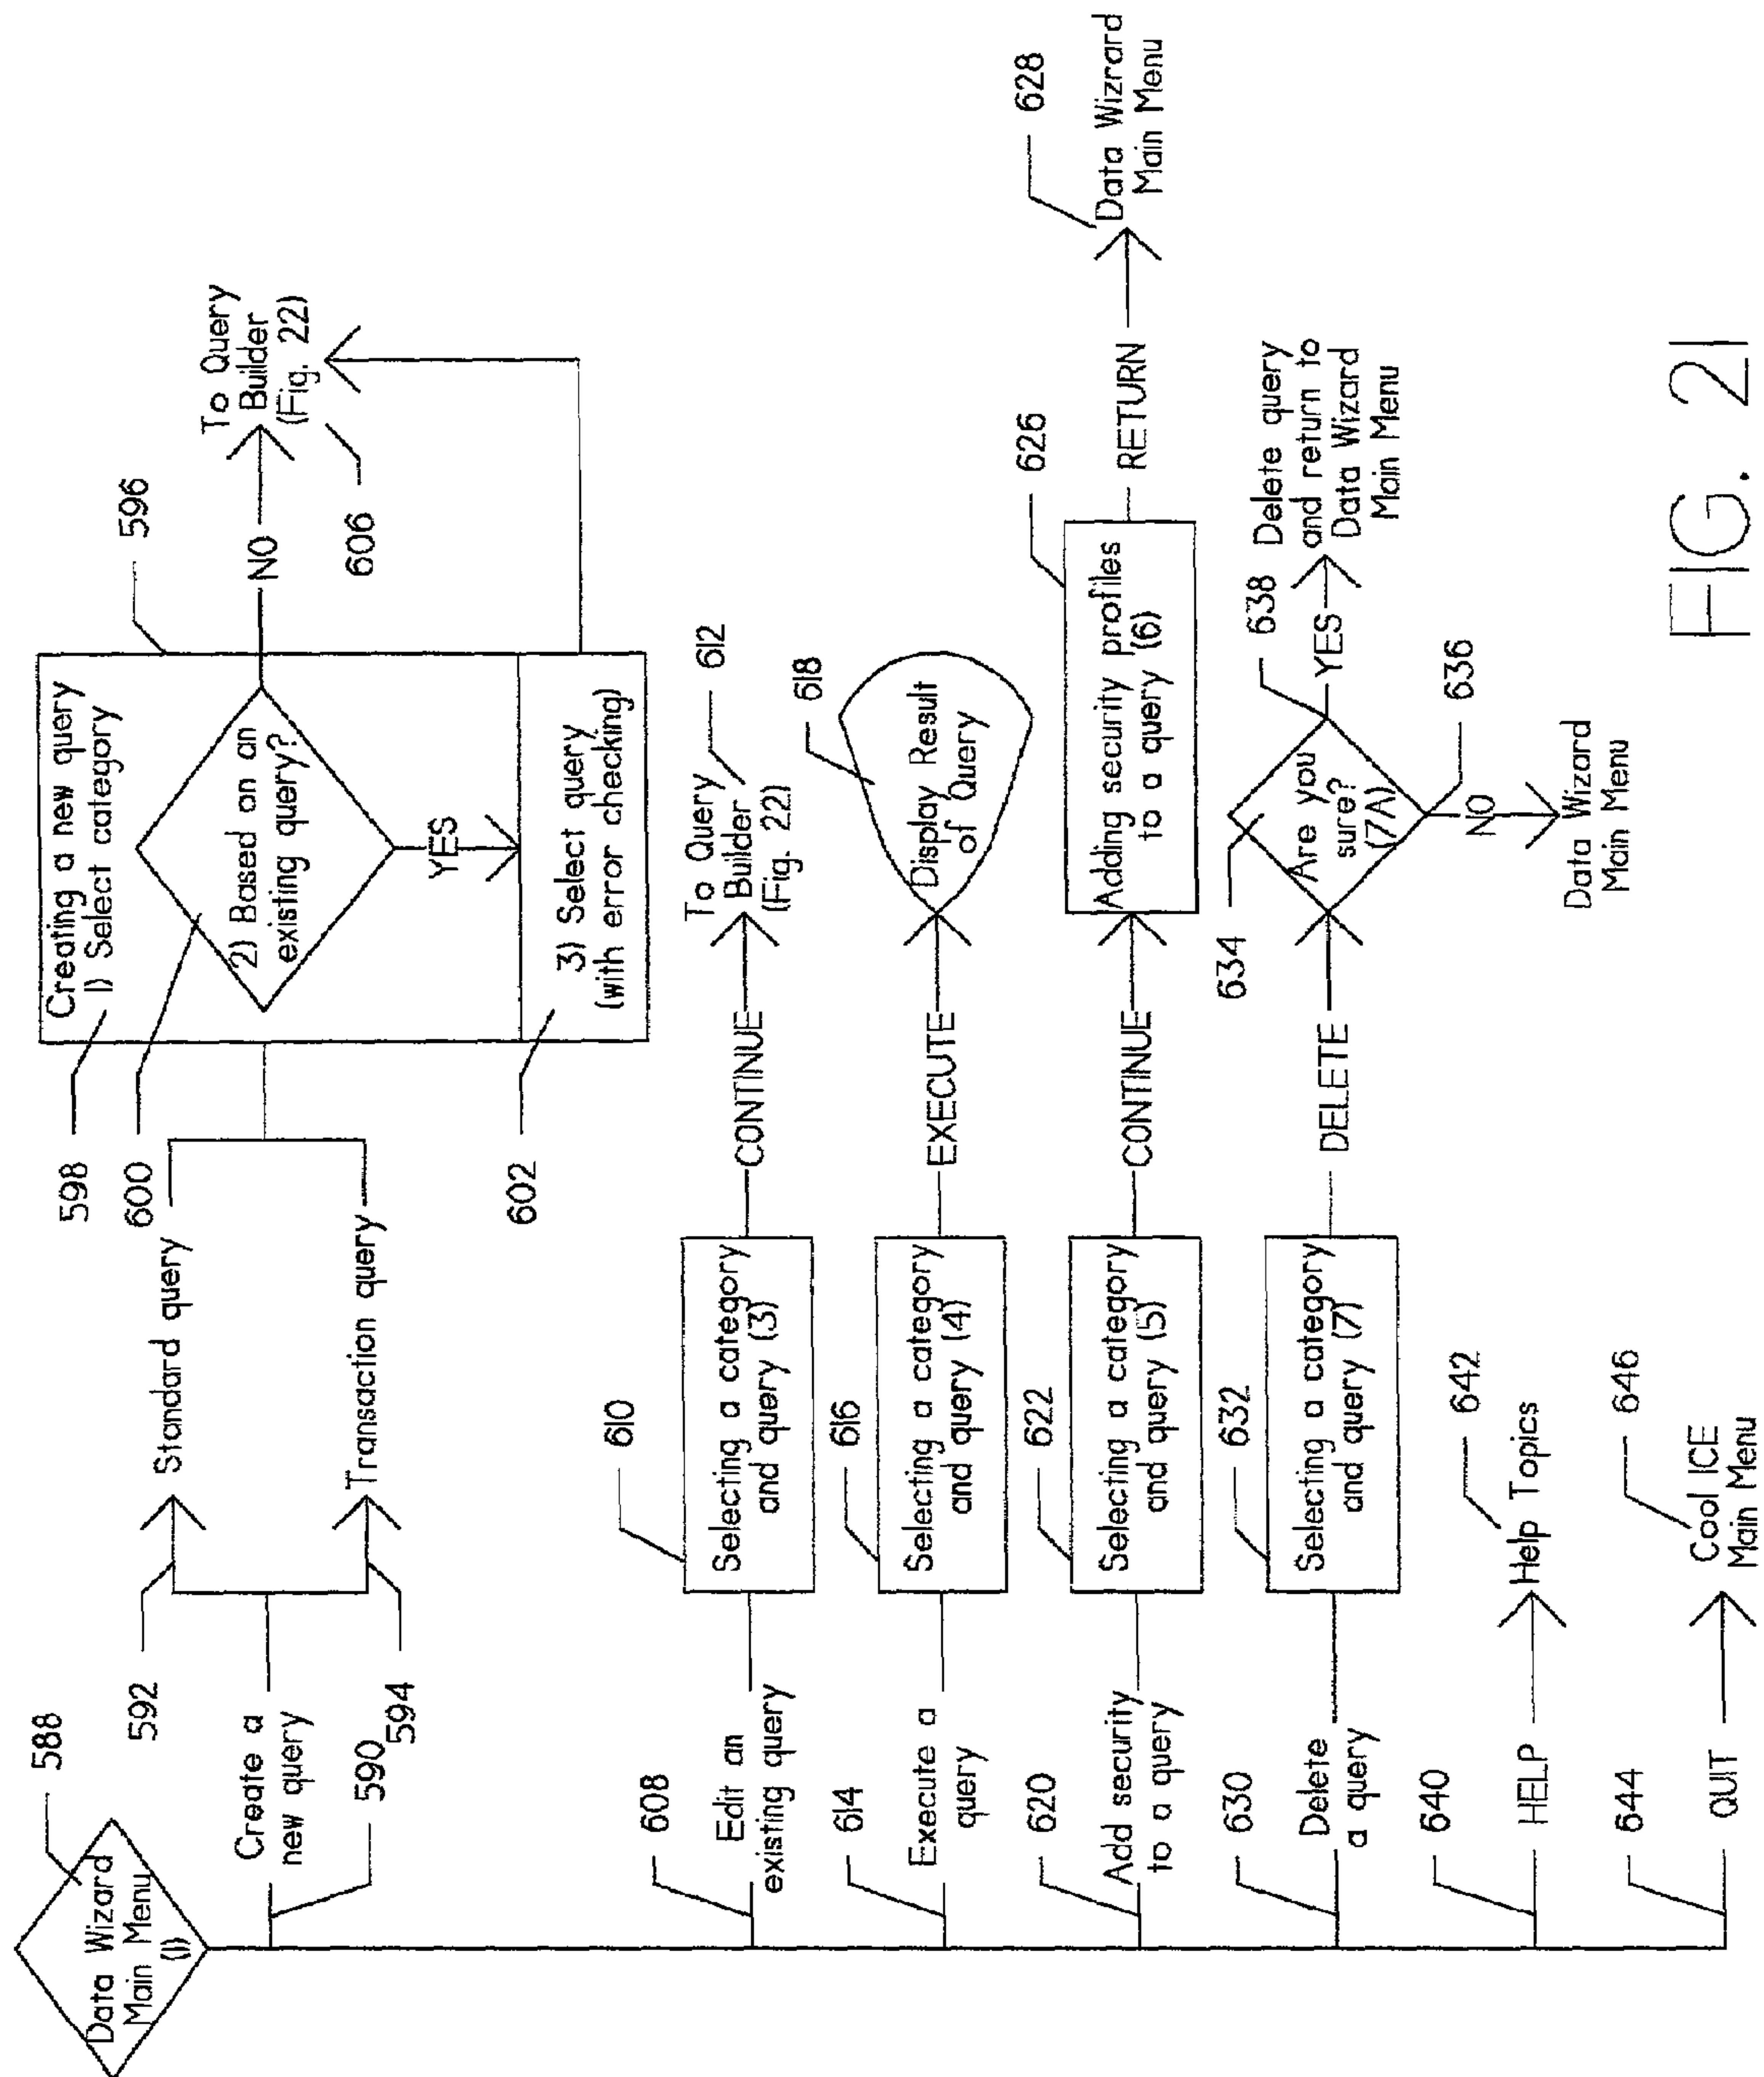 Data Wizard
Main Menu
(1)
588
Create a
new query
590
592
594
Standard query
Transaction query
Creating a new query
1) Select category
596
598
2) Based on an
existing query?
600
NO
YES
3) Select query
(with error checking)
602
To Query
Builder
(Fig. 22)
606
608
Edit an
existing query
610
Selecting a category
and query (3)
CONTINUE
To Query
Builder
(Fig. 22)
612
614
Execute a
query
616
Selecting a category
and query (4)
EXECUTE
618
Display Result
of Query
620
Add security
to a query
622
Selecting a category
and query (5)
CONTINUE
626
Adding security profiles
to a query (6)
RETURN
628
Data Wizrard
Main Menu
630
Delete
a query
632
Selecting a category
and query (7)
DELETE
634
Are you
sure?
(7A)
638
YES
Delete query
and return to
Data Wizard
Main Menu
636
NO
Data Wizard
Main Menu
640
HELP
642
Help Topics
644
QUIT
646
Cool ICE
Main Menu
FIG. 21